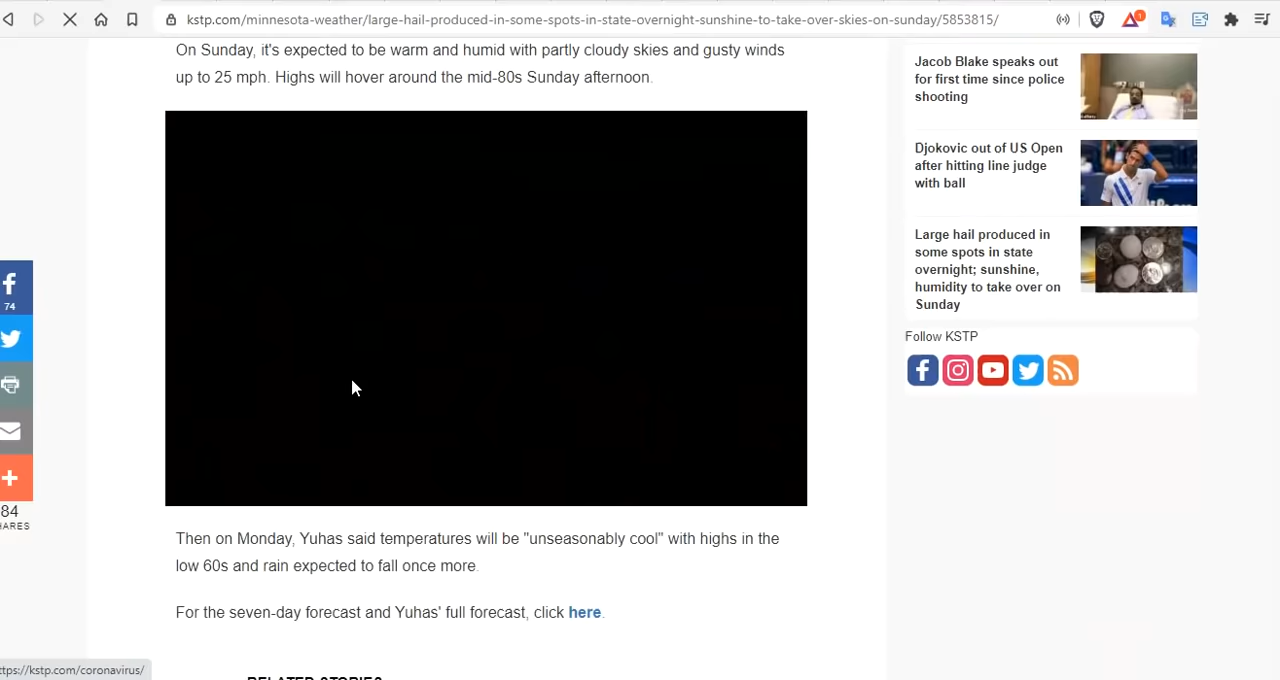 kstp.com/minnesota-weather/large-hail-produced-in-some-spots-in-state-overnight-sunshine-to-take-over-skies-on-sunday/5853815/
1
On Sunday, it's expected to be warm and humid with partly cloudy skies and gusty winds
up to 25 mph. Highs will hover around the mid-80s Sunday afternoon.
Jacob Blake speaks out
for first time since police
shooting
Djokovic out of US Open
after hitting line judge
with ball
Large hail produced in
some spots in state
overnight; sunshine,
humidity to take over on
Sunday
Follow KSTP
74
84
HARES
Then on Monday, Yuhas said temperatures will be "unseasonably cool" with highs in the
low 60s and rain expected to fall once more.
For the seven-day forecast and Yuhas' full forecast, click here.
ttps://kstp.com/coronavirus/
RELATED STORIES